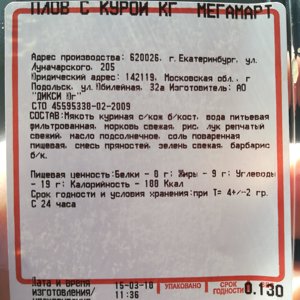 ПЛОВ С КУРОЙ КГ МЕГАМАРТ
Адрес производства: 620026, г. Екатеринбург, ул.
Луначарского, 205
Юридический адрес: 142119, Московская обл., г
Подольск, ул. Юбилейная, 32а Изготовитель: АО
"ДИКСИ Юг"
СТО 45595338-02-2009
СОСТАВ:Мякоть куриная с/кож б/кост, вода питьевая
фильтрованная, морковь свежая, рис, лук репчатый
свежий, масло подсолнечное, соль поваренная
пищевая, смесь пряностей, зелень свежая, барбарис
б/к.
Пищевая ценность:Белки - 8 г; Жиры - 9 г; Углеводы
- 19 г; Калорийность - 180 Ккал
Срок годности и условия хранения:при Т= 4+/-2 гр.
С 24 часа
Дата и время
изготовления/
15-03-18
11:36
УПАКОВАНО
СРОК
ГОДНОСТИ
0.130